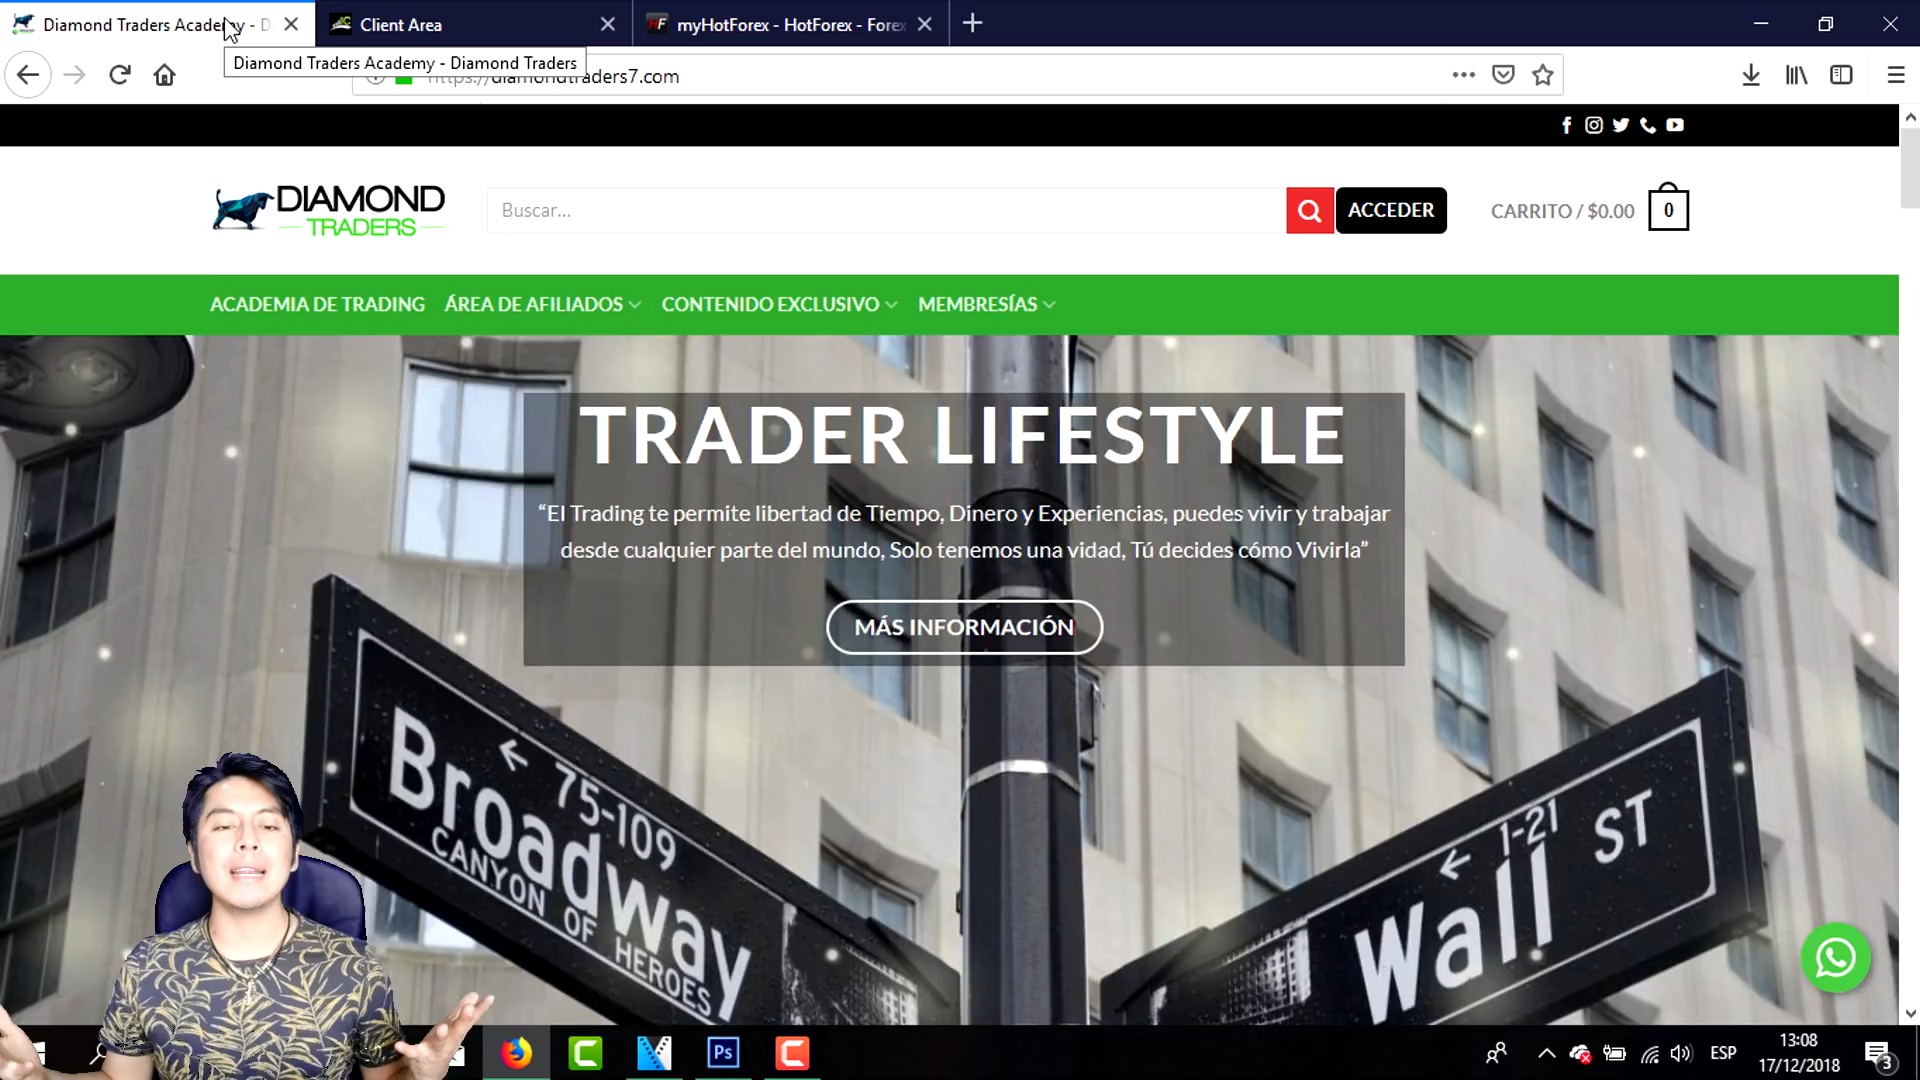 Diamond Traders Academy - D
Client Area
myHotForex - HotForex - Forex
Diamond Traders Academy - Diamond Traders
https://diamondtraders7.com
DIAMOND
TRADERS
Buscar...
ACCEDER
CARRITO / $0.00
0
ACADEMIA DE TRADING
ÁREA DE AFILIADOS
CONTENIDO EXCLUSIVO
MEMBRESÍAS
TRADER LIFESTYLE
“El Trading te permite libertad de Tiempo, Dinero y Experiencias, puedes vivir y trabajar
desde cualquier parte del mundo, Solo tenemos una vidad, Tú decides cómo Vivirla”
MÁS INFORMACIÓN
75-109
Broadway
CANYON OF HEROES
1-21
Wall ST
Ps
ESP
13:08
17/12/2018
3